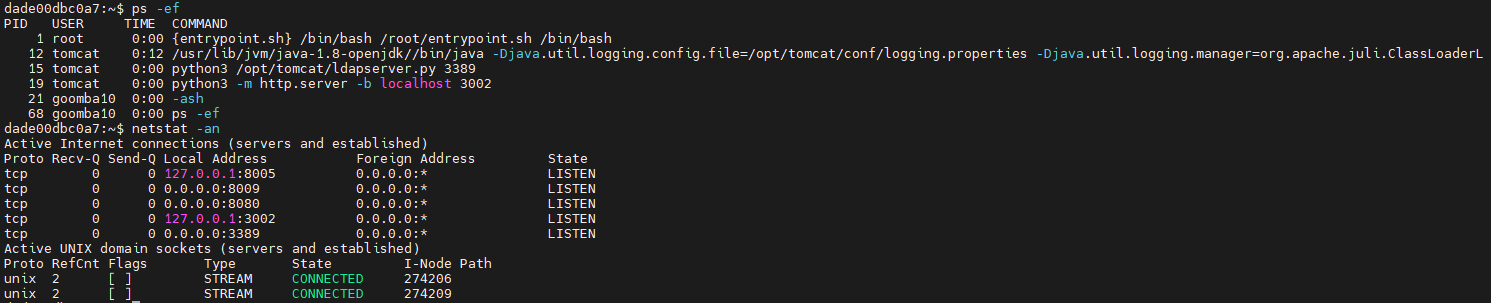 dade00dbc0a7:~$ ps -ef
PID   USER     TIME  COMMAND
    1 root      0:00 {entrypoint.sh} /bin/bash /root/entrypoint.sh /bin/bash
   12 tomcat    0:12 /usr/lib/jvm/java-1.8-openjdk//bin/java -Djava.util.logging.config.file=/opt/tomcat/conf/logging.properties -Djava.util.logging.manager=org.apache.juli.ClassLoaderL
   15 tomcat    0:00 python3 /opt/tomcat/ldapserver.py 3389
   19 tomcat    0:00 python3 -m http.server -b localhost 3002
   21 goomba10  0:00 -ash
   68 goomba10  0:00 ps -ef
dade00dbc0a7:~$ netstat -an
Active Internet connections (servers and established)
Proto Recv-Q Send-Q Local Address           Foreign Address         State
tcp        0      0 127.0.0.1:8005          0.0.0.0:*               LISTEN
tcp        0      0 0.0.0.0:8009            0.0.0.0:*               LISTEN
tcp        0      0 0.0.0.0:8080            0.0.0.0:*               LISTEN
tcp        0      0 127.0.0.1:3002          0.0.0.0:*               LISTEN
tcp        0      0 0.0.0.0:3389            0.0.0.0:*               LISTEN
Active UNIX domain sockets (servers and established)
Proto RefCnt Flags       Type       State         I-Node Path
unix  2      [ ]         STREAM     CONNECTED     274206
unix  2      [ ]         STREAM     CONNECTED     274209